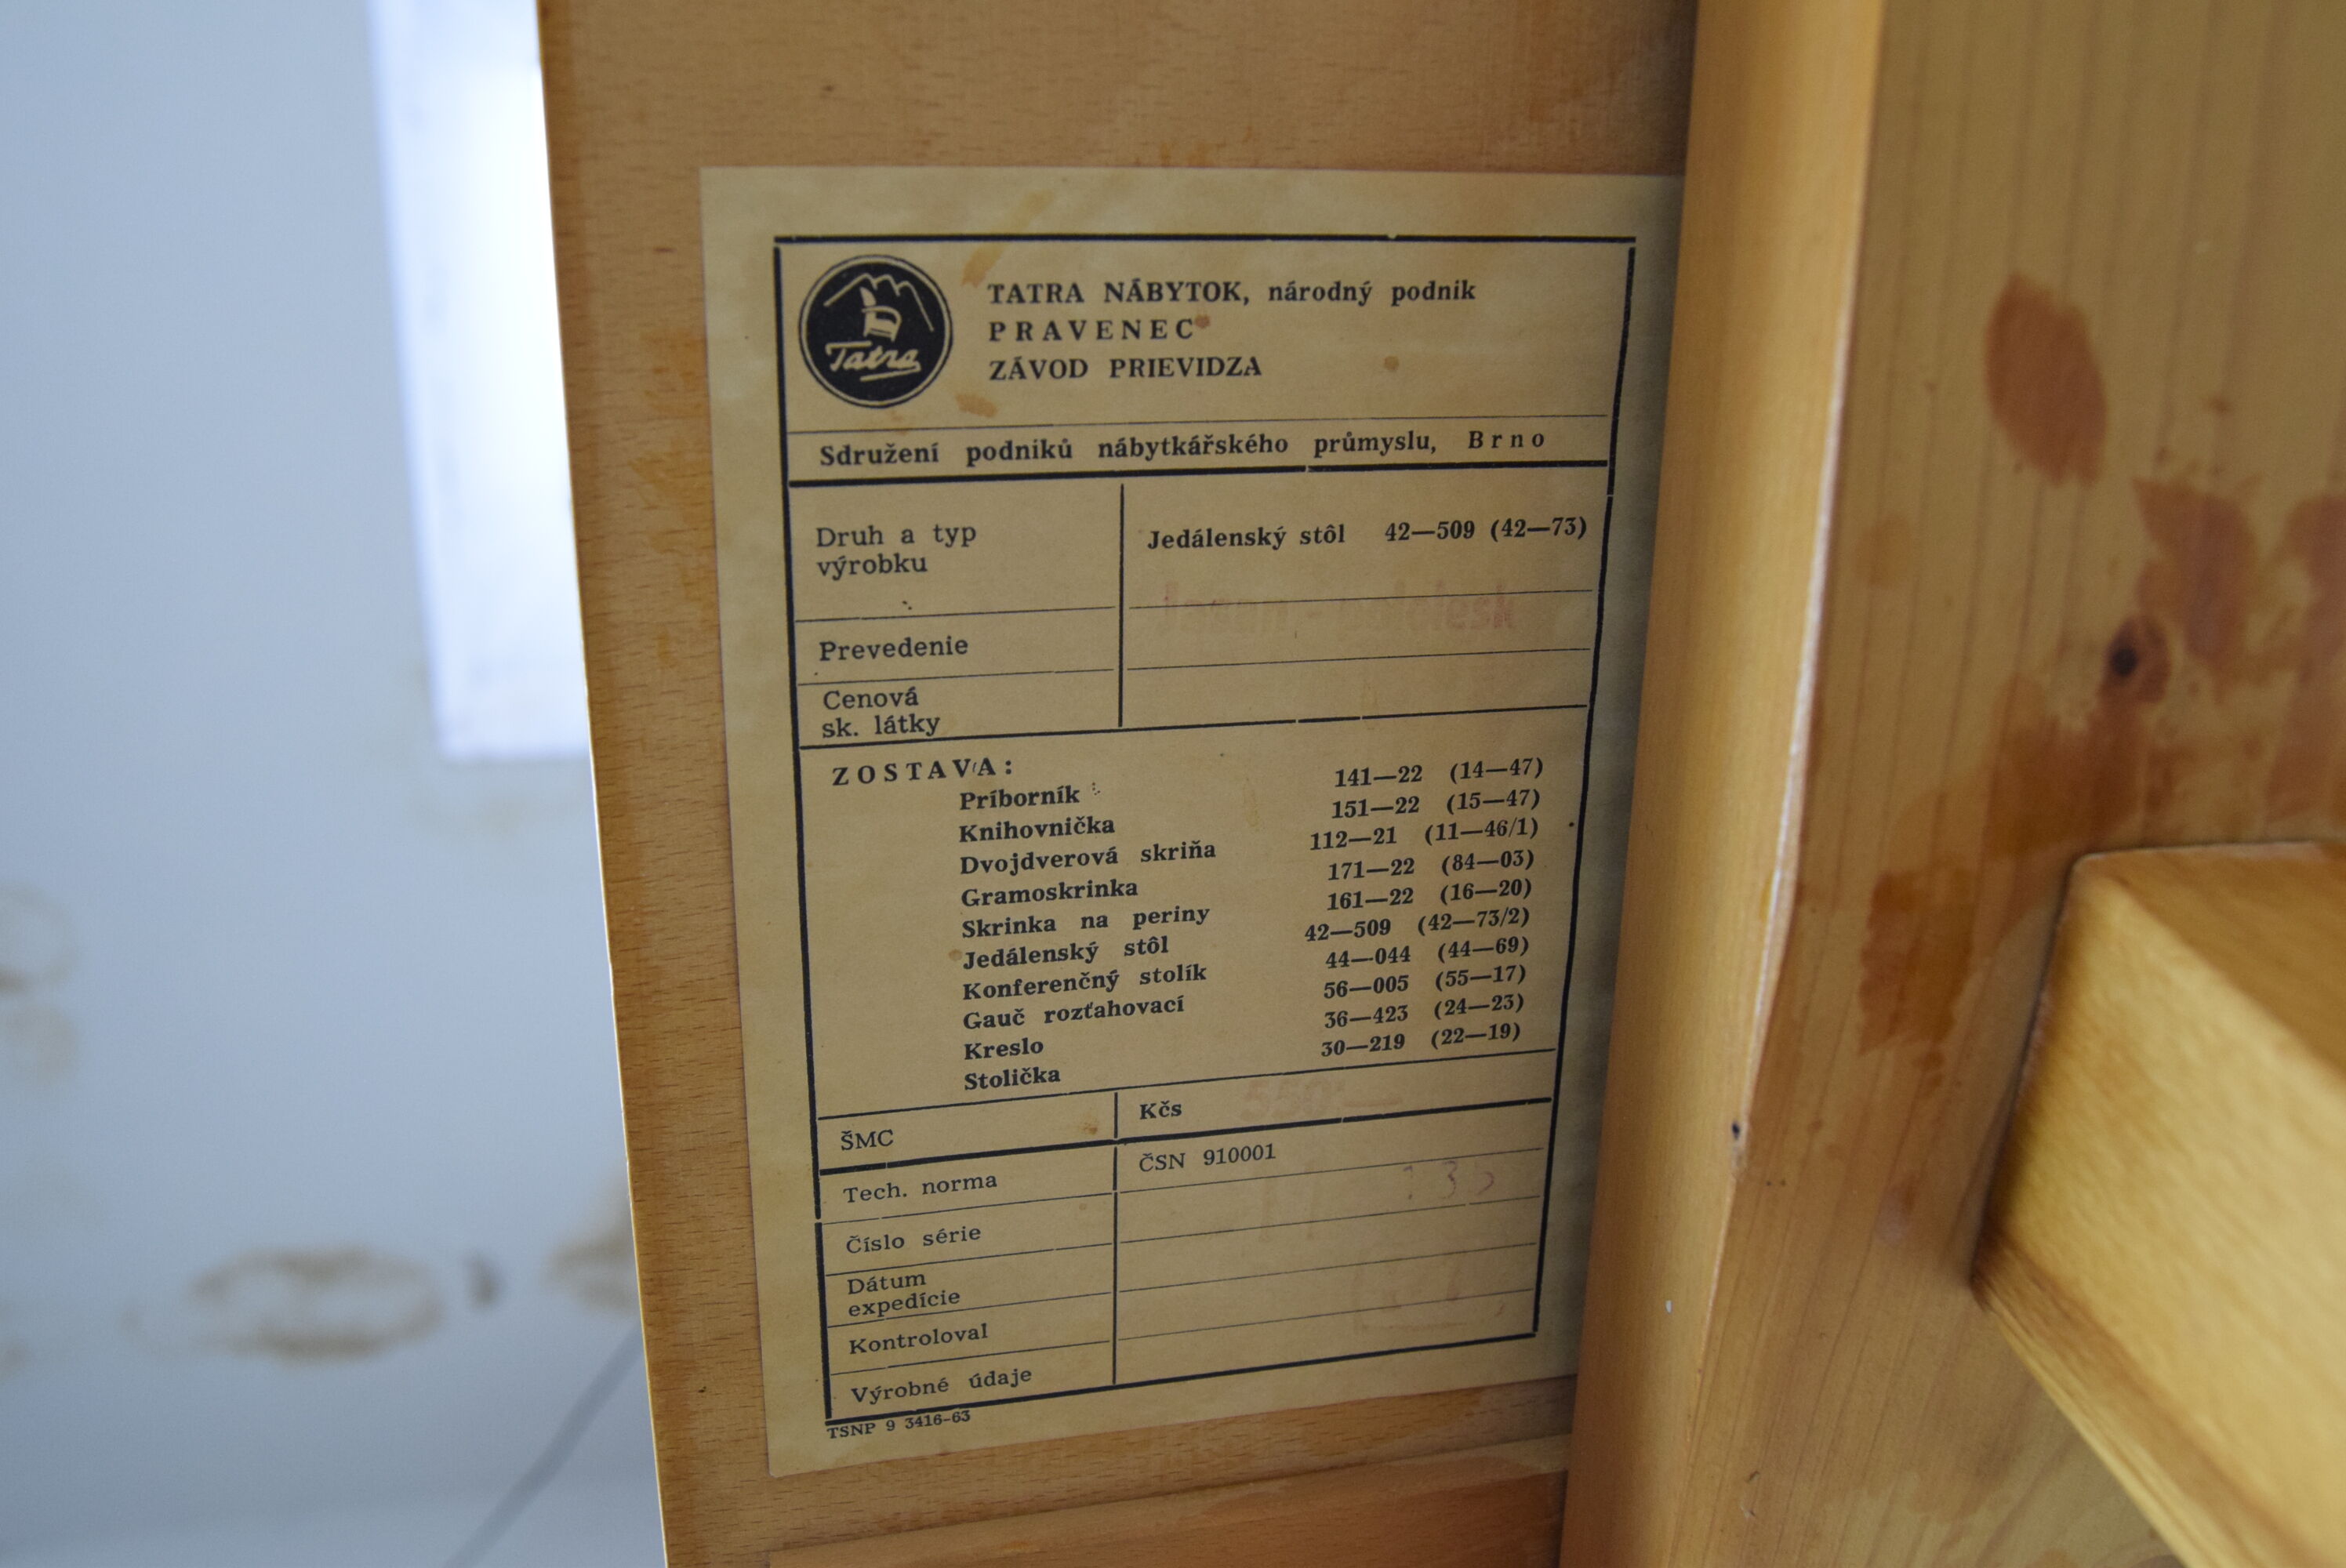 Tatra
TATRA NÁBYTOK, národný podnik
PRAVENEC
ZÁVOD PRIEVIDZA
Sdružení podniků nábytkářského průmyslu, Brno
Druh a typ výrobku
Jedálenský stôl 42—509 (42—73)
Prevedenie
Cenová
sk. látky
ZOSTAVA:
Príborník 141—22 (14—47)
Knihovnička 151—22 (15—47)
Dvojdverová skriňa 112—21 (11—46/1)
Gramoskrinka 171—22 (84—03)
Skrinka na periny 161—22 (16—20)
Jedálenský stôl 42—509 (42—73/2)
Konferenčný stolík 44—044 (44—69)
Gauč rozťahovací 56—005 (55—17)
Kreslo 36—423 (24—23)
Stolička 30—219 (22—19)
ŠMC Kčs 550.—
Tech. norma ČSN 910001
Číslo série
Dátum
expedície
Kontroloval
Výrobné údaje
TSNP 9 3416-63